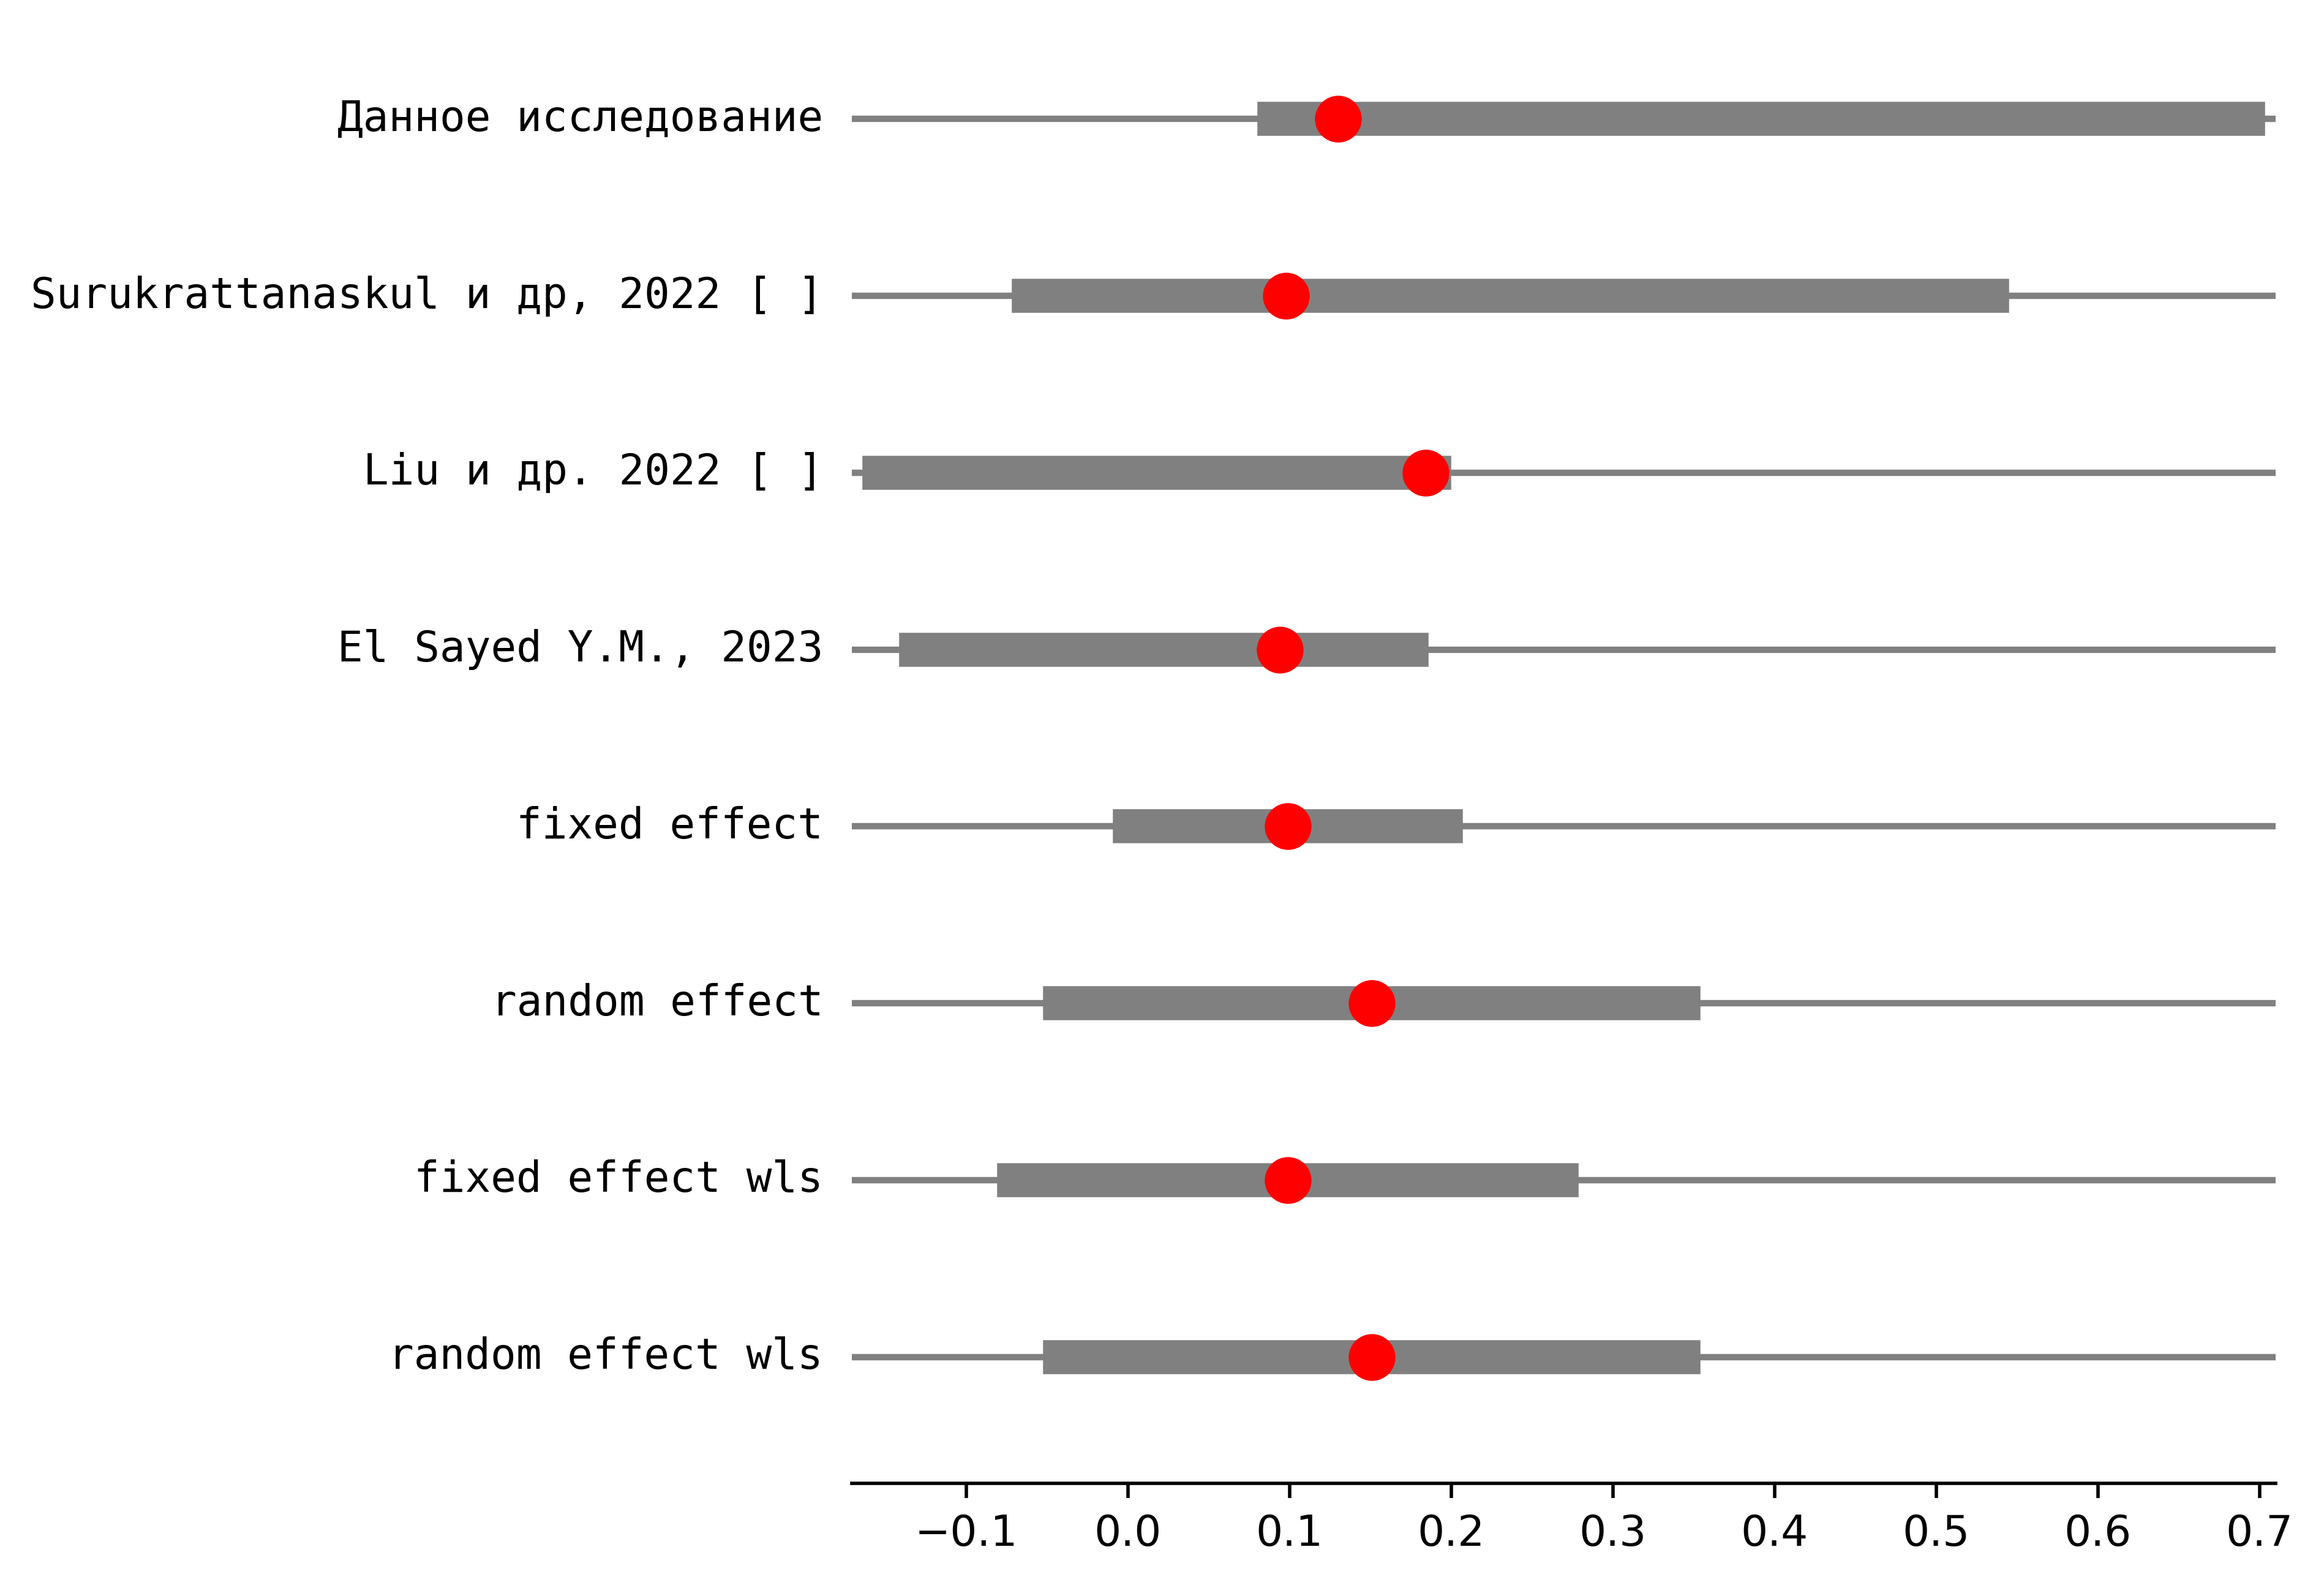 Данное исследование
Surukrattanaskul и др, 2022 [ ]
Liu и др. 2022 [ ]
El Sayed Y.M., 2023
fixed effect
random effect
fixed effect wls
random effect wls
−0.1 0.0 0.1 0.2 0.3 0.4 0.5 0.6 0.7